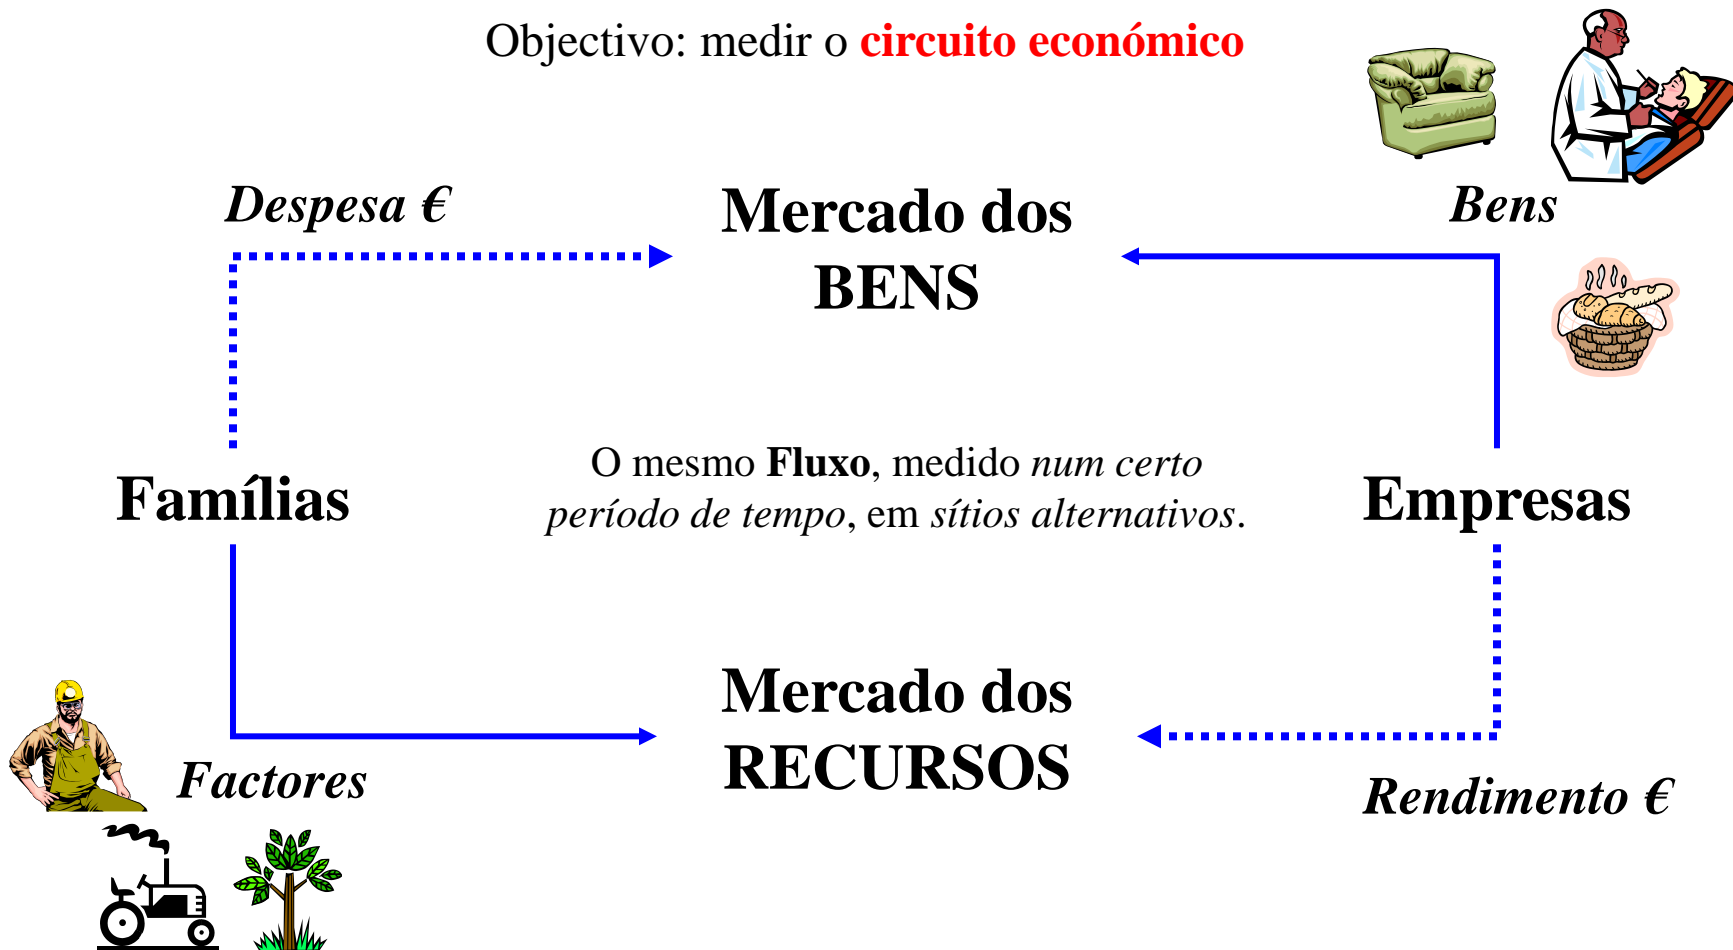 Objectivo: medir o circuito económico
Despesa €
Mercado dos
BENS
Bens
Famílias
O mesmo Fluxo, medido num certo
período de tempo, em sítios alternativos.
Empresas
Mercado dos
RECURSOS
Factores
Rendimento €